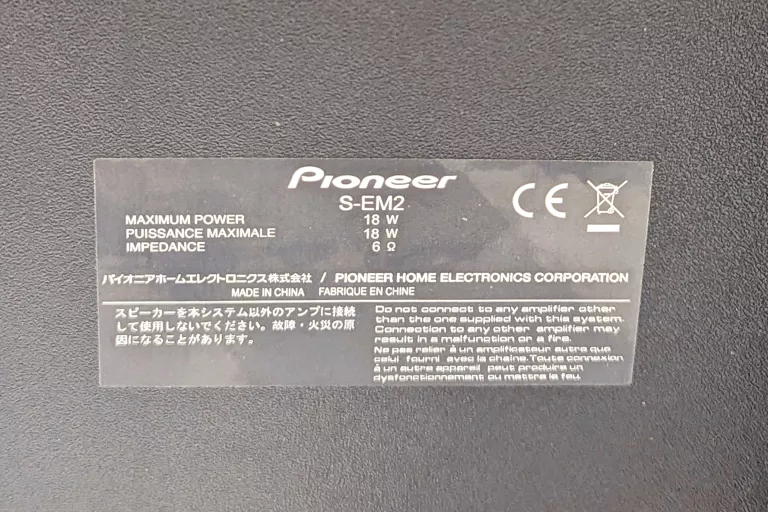 Pioneer
S-EM2
MAXIMUM POWER 18 W
PUISSANCE MAXIMALE 18 W
IMPEDANCE 6 Ω
CE
パイオニアホームエレクトロニクス株式会社 / PIONEER HOME ELECTRONICS CORPORATION
MADE IN CHINA FABRIQUE EN CHINE
スピーカーを本システム以外のアンプに接続
して使用しないでください。故障・火災の原
因になることがあります。
Do not connect to any amplifier other
than the one supplied with this system.
Connection to any other amplifier may
result in a malfunction or a fire.
Ne pas relier à un amplificateur autre que
celui fourni avec la chaîne. Toute connexion
à un autre appareil peut produire un
dysfonctionnement ou mettre le feu.